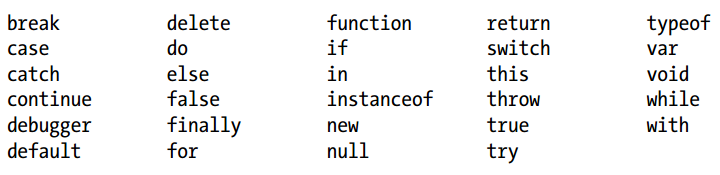 break delete function return typeof
case do if switch var
catch else in this void
continue false instanceof throw while
debugger finally new true with
default for null try